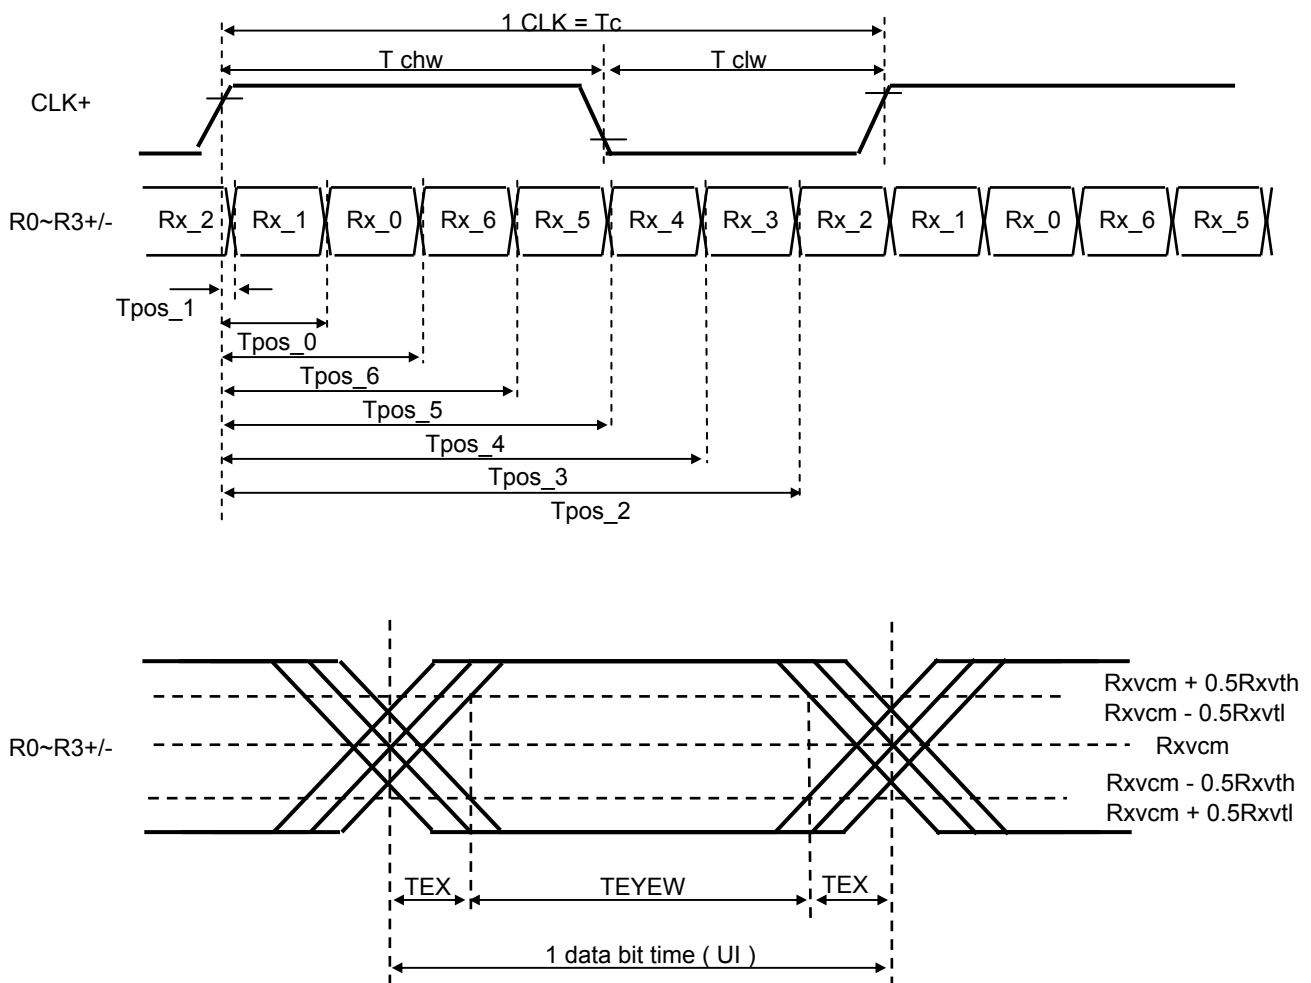 1 CLK = Tc
T chw T clw
CLK+
R0~R3+/- Rx_2 Rx_1 Rx_0 Rx_6 Rx_5 Rx_4 Rx_3 Rx_2 Rx_1 Rx_0 Rx_6 Rx_5
Tpos_1
Tpos_0
Tpos_6
Tpos_5
Tpos_4
Tpos_3
Tpos_2
Rxvcm + 0.5Rxvth
Rxvcm - 0.5Rxvtl
R0~R3+/- Rxvcm
Rxvcm - 0.5Rxvth
Rxvcm + 0.5Rxvtl
TEX TEYEW TEX
1 data bit time ( UI )